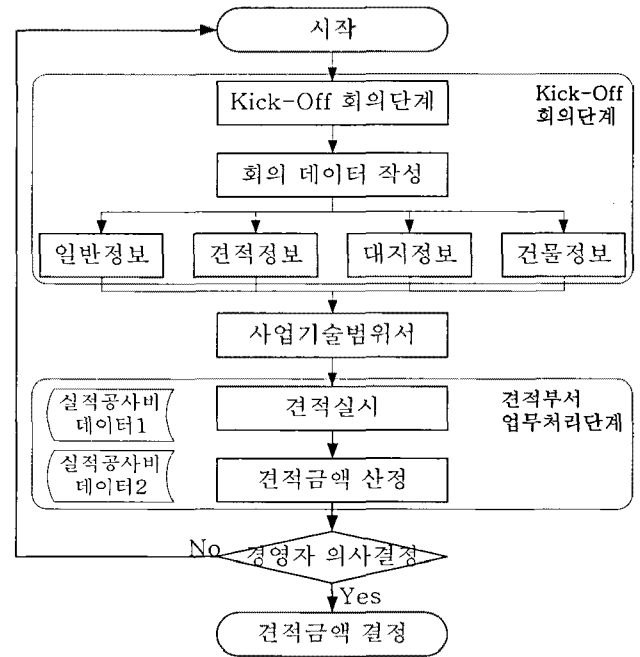 시작
Kick-Off 회의단계
Kick-Off
회의단계
회의 데이터 작성
일반정보
견적정보
대지정보
건물정보
사업기술범위서
실적공사비
데이터1
견적실시
견적부서
업무처리단계
실적공사비
데이터2
견적금액 산정
No
경영자 의사결정
Yes
견적금액 결정